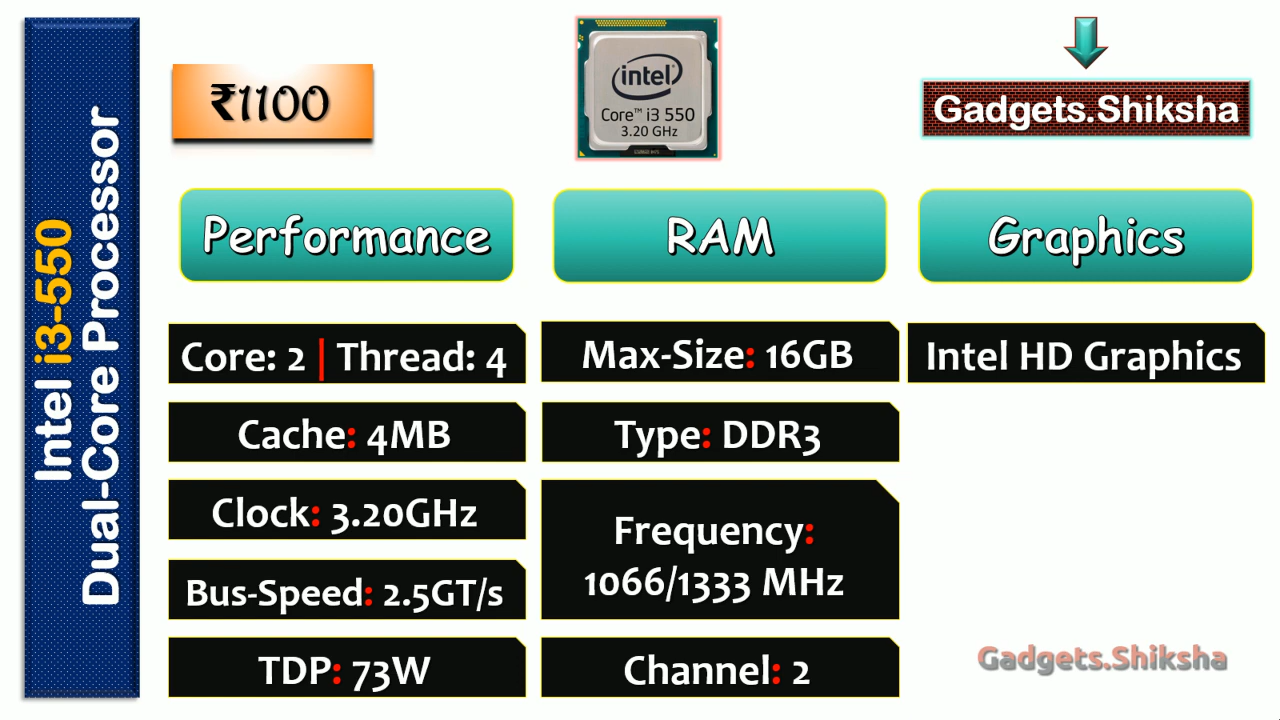 Intel i3-550
Dual-Core Processor
₹1100
intel
Core™ i3 550
3.20 GHz
Gadgets.Shiksha
Performance
RAM
Graphics
Core: 2 | Thread: 4
Cache: 4MB
Clock: 3.20GHz
Bus-Speed: 2.5GT/s
TDP: 73W
Max-Size: 16GB
Type: DDR3
Frequency:
1066/1333 MHz
Channel: 2
Intel HD Graphics
Gadgets.Shiksha